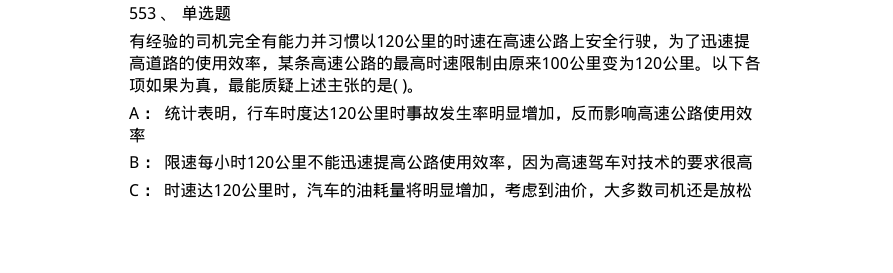 553 、 单选题
有经验的司机完全有能力并习惯以120公里的时速在高速公路上安全行驶，为了迅速提
高道路的使用效率，某条高速公路的最高时速限制由原来100公里变为120公里。以下各
项如果为真，最能质疑上述主张的是( )。
A ： 统计表明，行车时度达120公里时事故发生率明显增加，反而影响高速公路使用效
率
B ： 限速每小时120公里不能迅速提高公路使用效率，因为高速驾车对技术的要求很高
C ： 时速达120公里时，汽车的油耗量将明显增加，考虑到油价，大多数司机还是放松